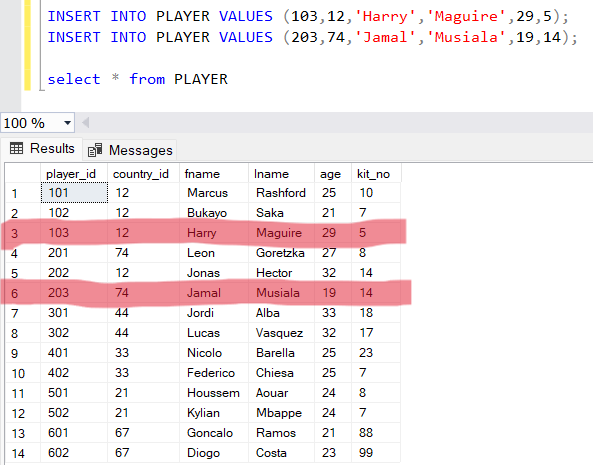 INSERT INTO PLAYER VALUES (103,12,'Harry','Maguire',29,5);
INSERT INTO PLAYER VALUES (203,74,'Jamal','Musiala',19,14);
select * from PLAYER
100 %
Results Messages
player_id country_id fname lname age kit_no
1 101 12 Marcus Rashford 25 10
2 102 12 Bukayo Saka 21 7
3 103 12 Harry Maguire 29 5
4 201 74 Leon Goretzka 27 8
5 202 12 Jonas Hector 32 14
6 203 74 Jamal Musiala 19 14
7 301 44 Jordi Alba 33 18
8 302 44 Lucas Vasquez 32 17
9 401 33 Nicolo Barella 25 23
10 402 33 Federico Chiesa 25 7
11 501 21 Houssem Aouar 24 8
12 502 21 Kylian Mbappe 24 7
13 601 67 Goncalo Ramos 21 88
14 602 67 Diogo Costa 23 99